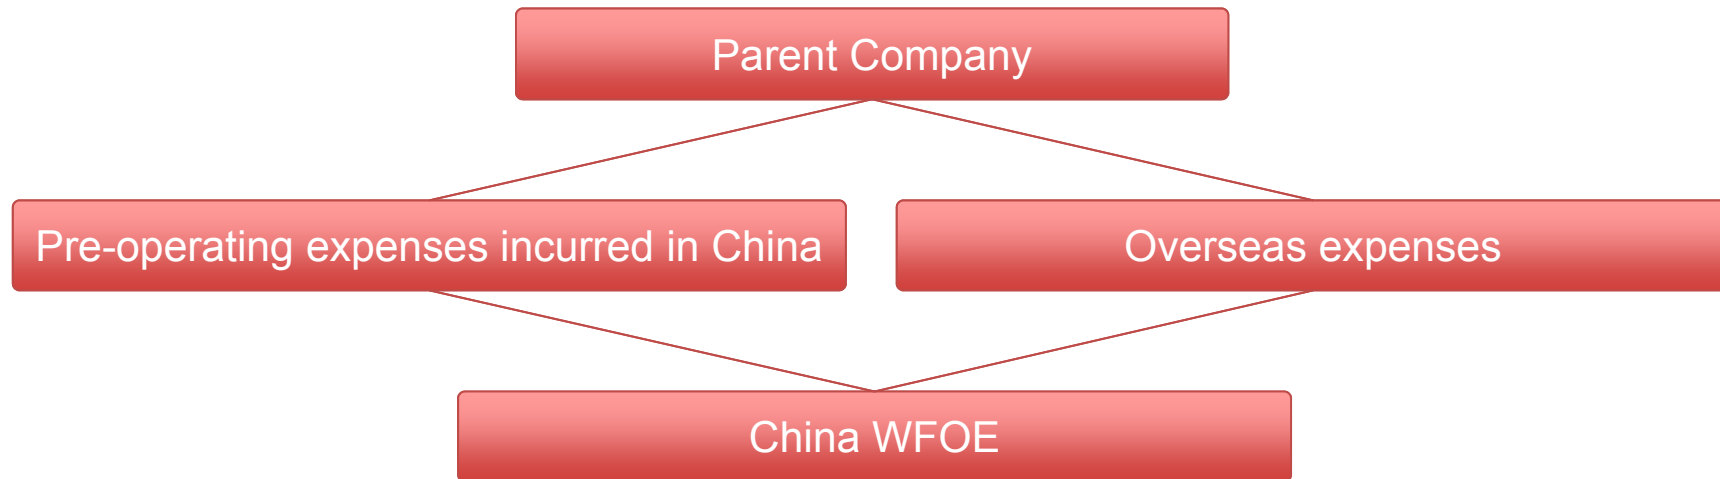 Parent Company
Pre-operating expenses incurred in China
Overseas expenses
China WFOE